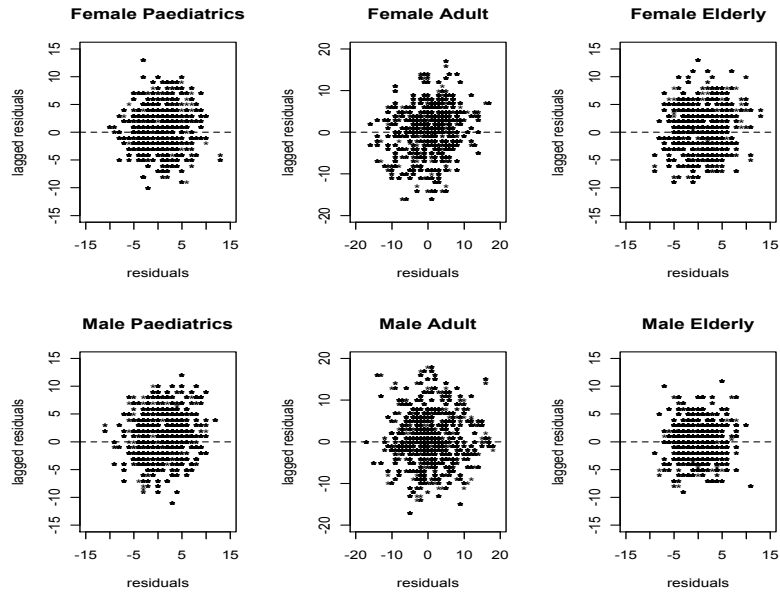 Female Paediatrics
lagged residuals
15
10
5
0
-5
-10
-15
-15 -5 5 15
residuals
Female Adult
lagged residuals
20
10
0
-10
-20
-20 -10 0 10 20
residuals
Female Elderly
lagged residuals
15
10
5
0
-5
-10
-15
-15 -5 5 15
residuals
Male Paediatrics
lagged residuals
15
10
5
0
-5
-10
-15
-15 -5 5 15
residuals
Male Adult
lagged residuals
20
10
0
-10
-20
-20 -10 0 10 20
residuals
Male Elderly
lagged residuals
15
10
5
0
-5
-10
-15
-15 -5 5 15
residuals